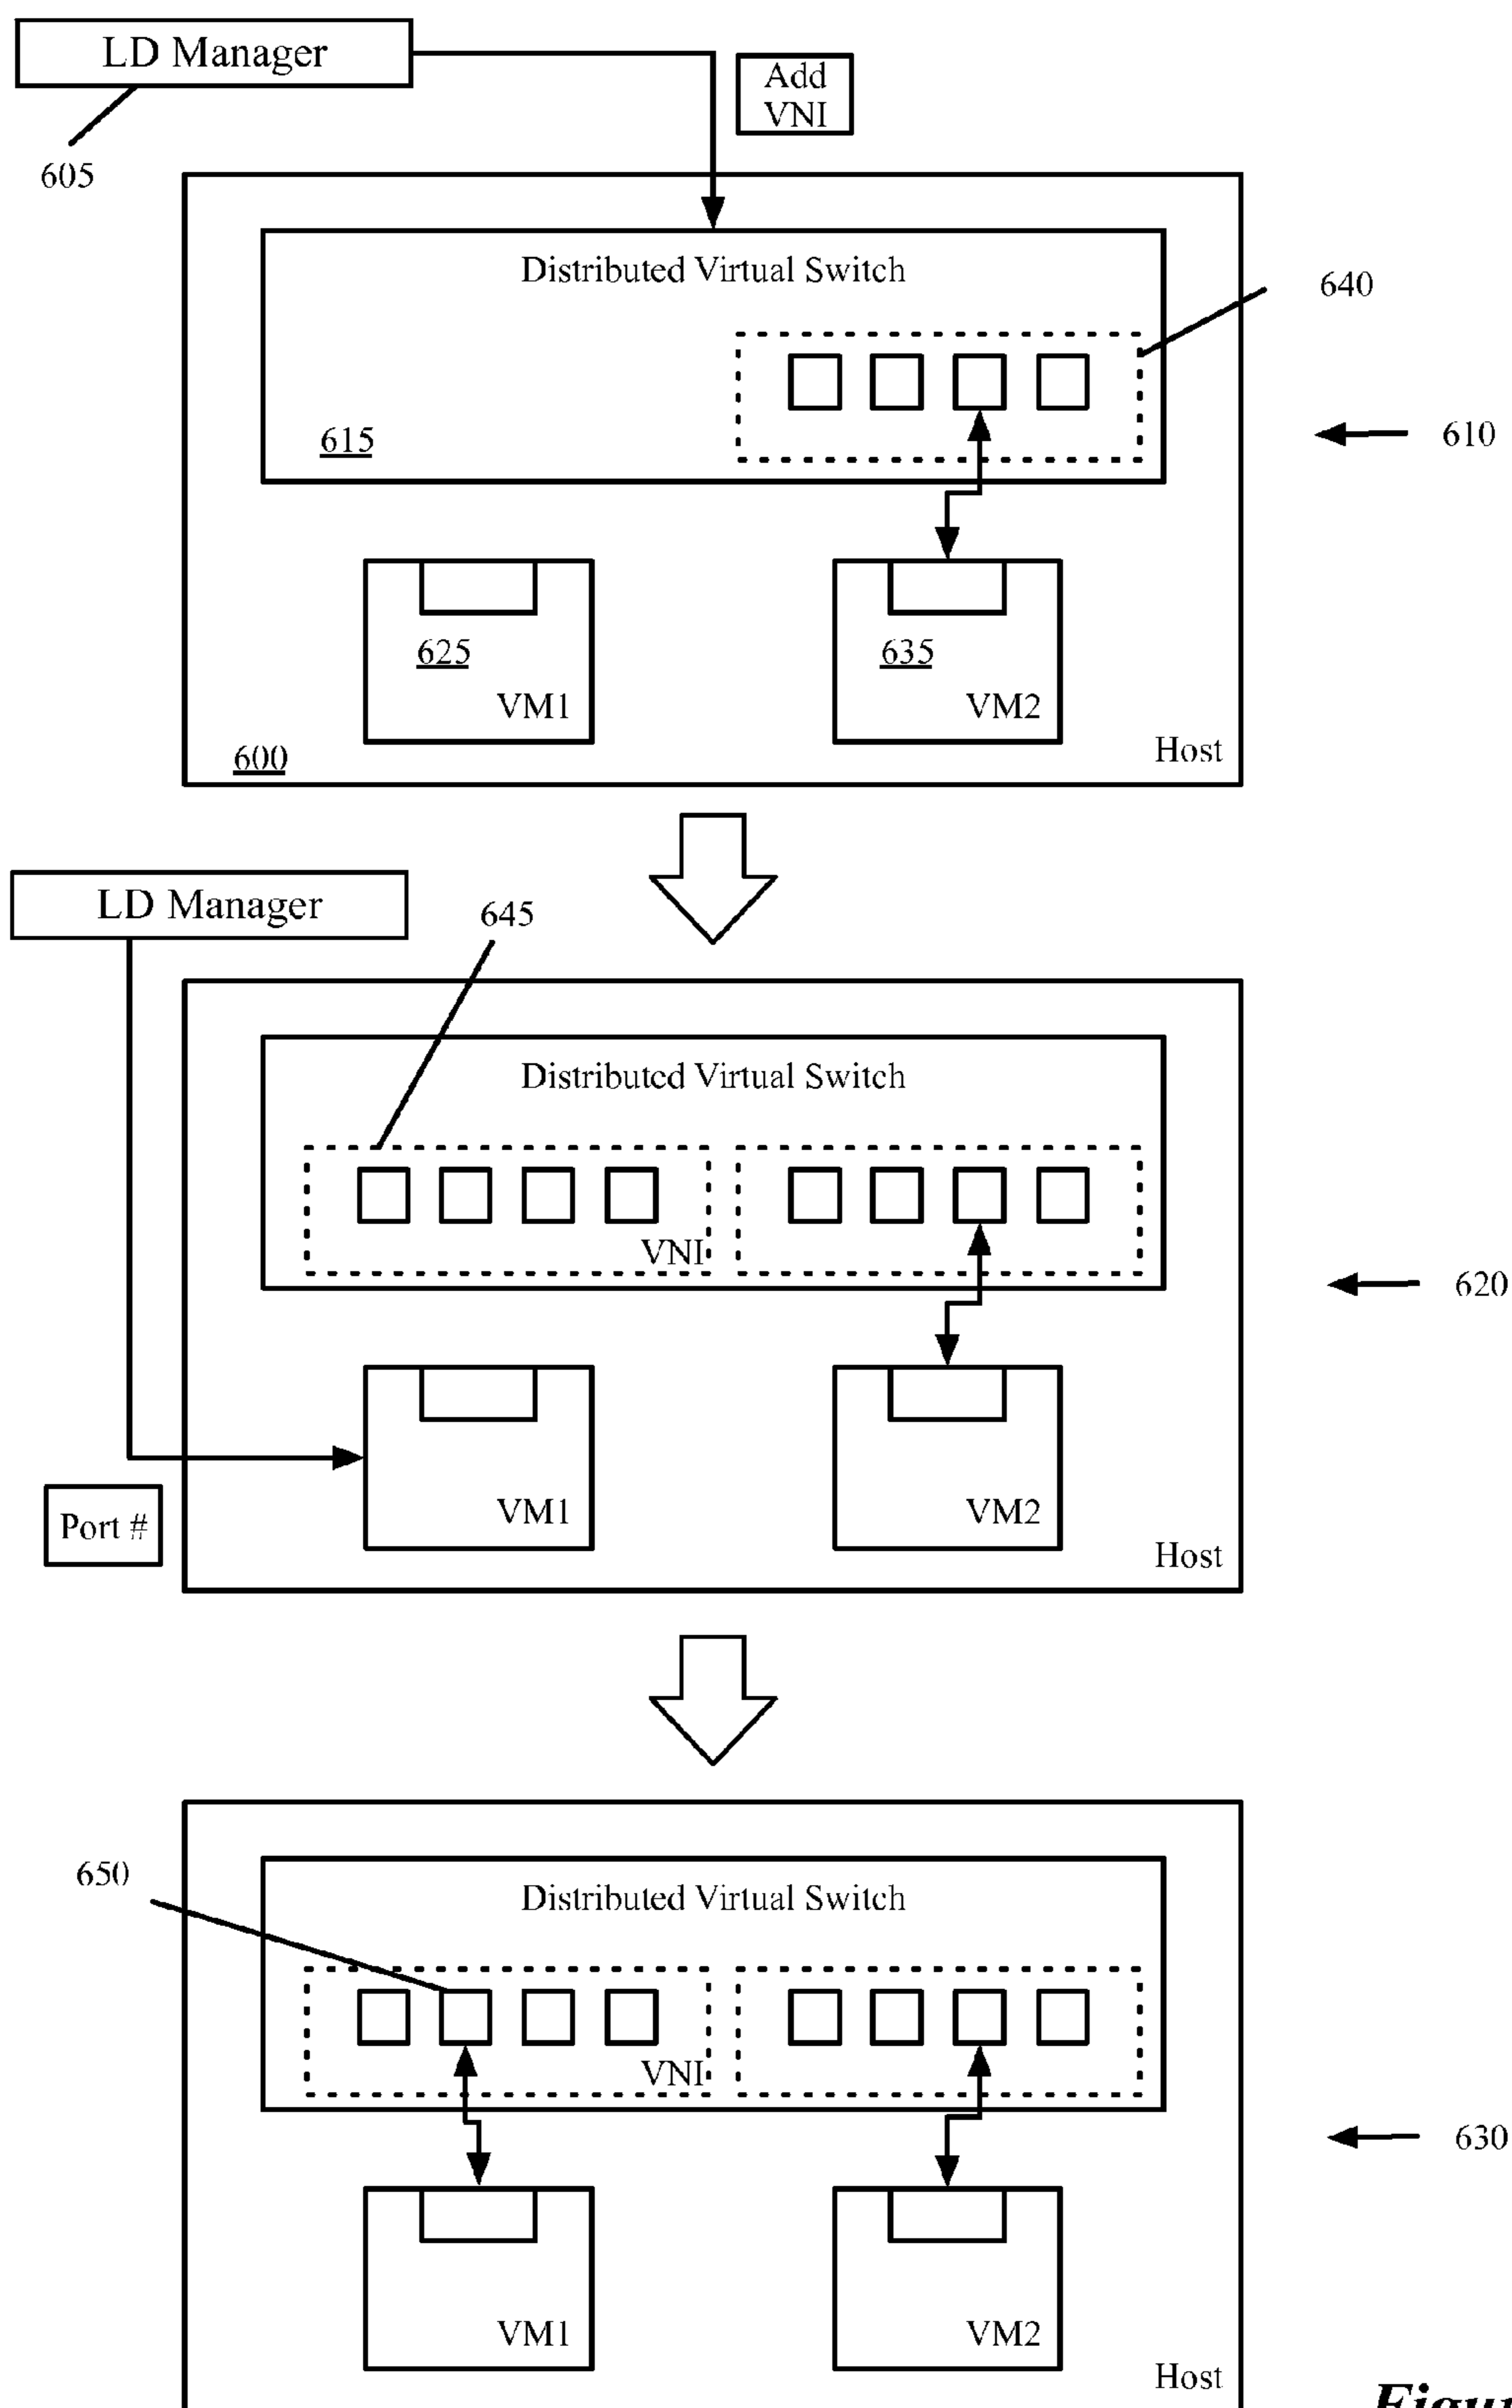 LD Manager
Add
VNI
605
Distributed Virtual Switch
640
615
610
625
635
VM1
VM2
600
Host
LD Manager
645
Distributed Virtual Switch
VNI
620
VM1
VM2
Port #
Host
650
Distributed Virtual Switch
VNI
630
VM1
VM2
Host